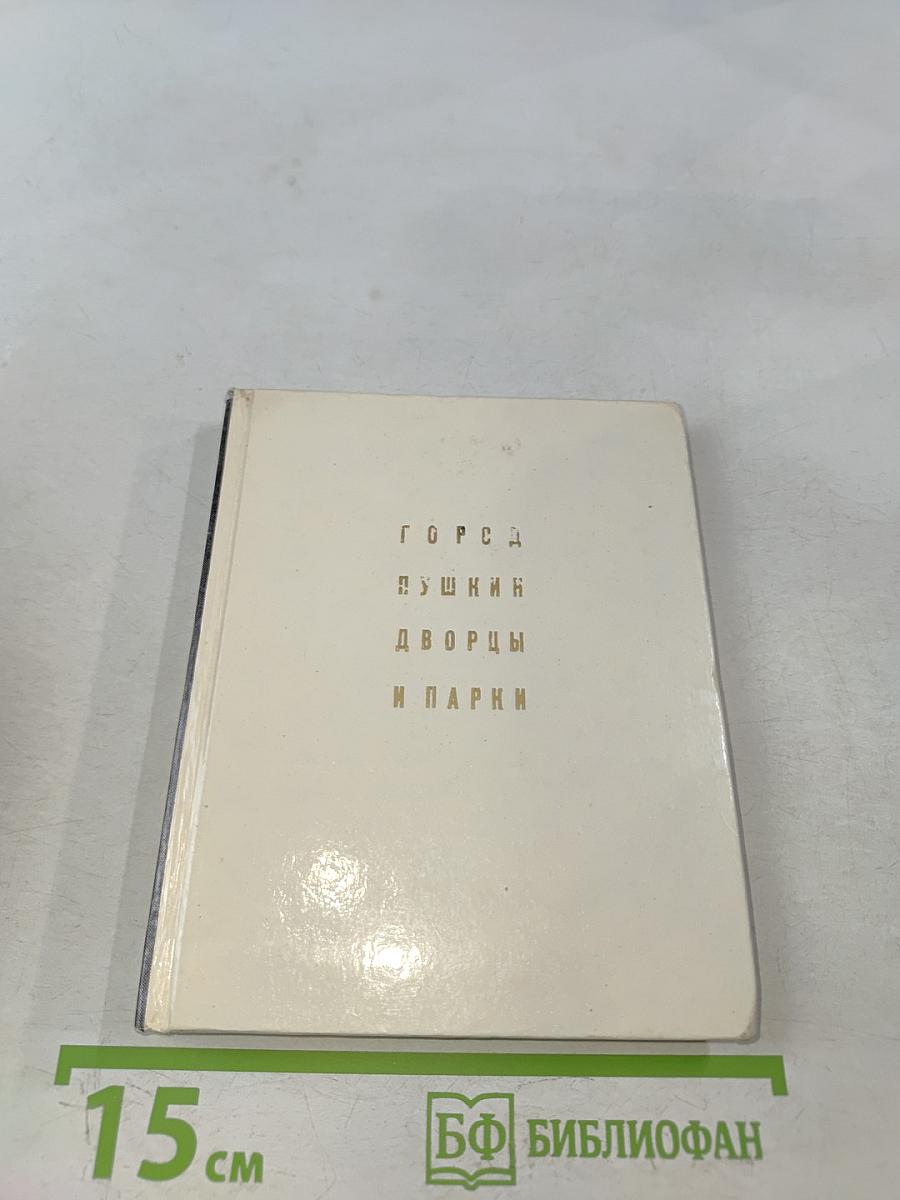 ГОРОД
ПУШКИН
ДВОРЦЫ
И ПАРКИ
15 см
БФ БИБЛИОФАН